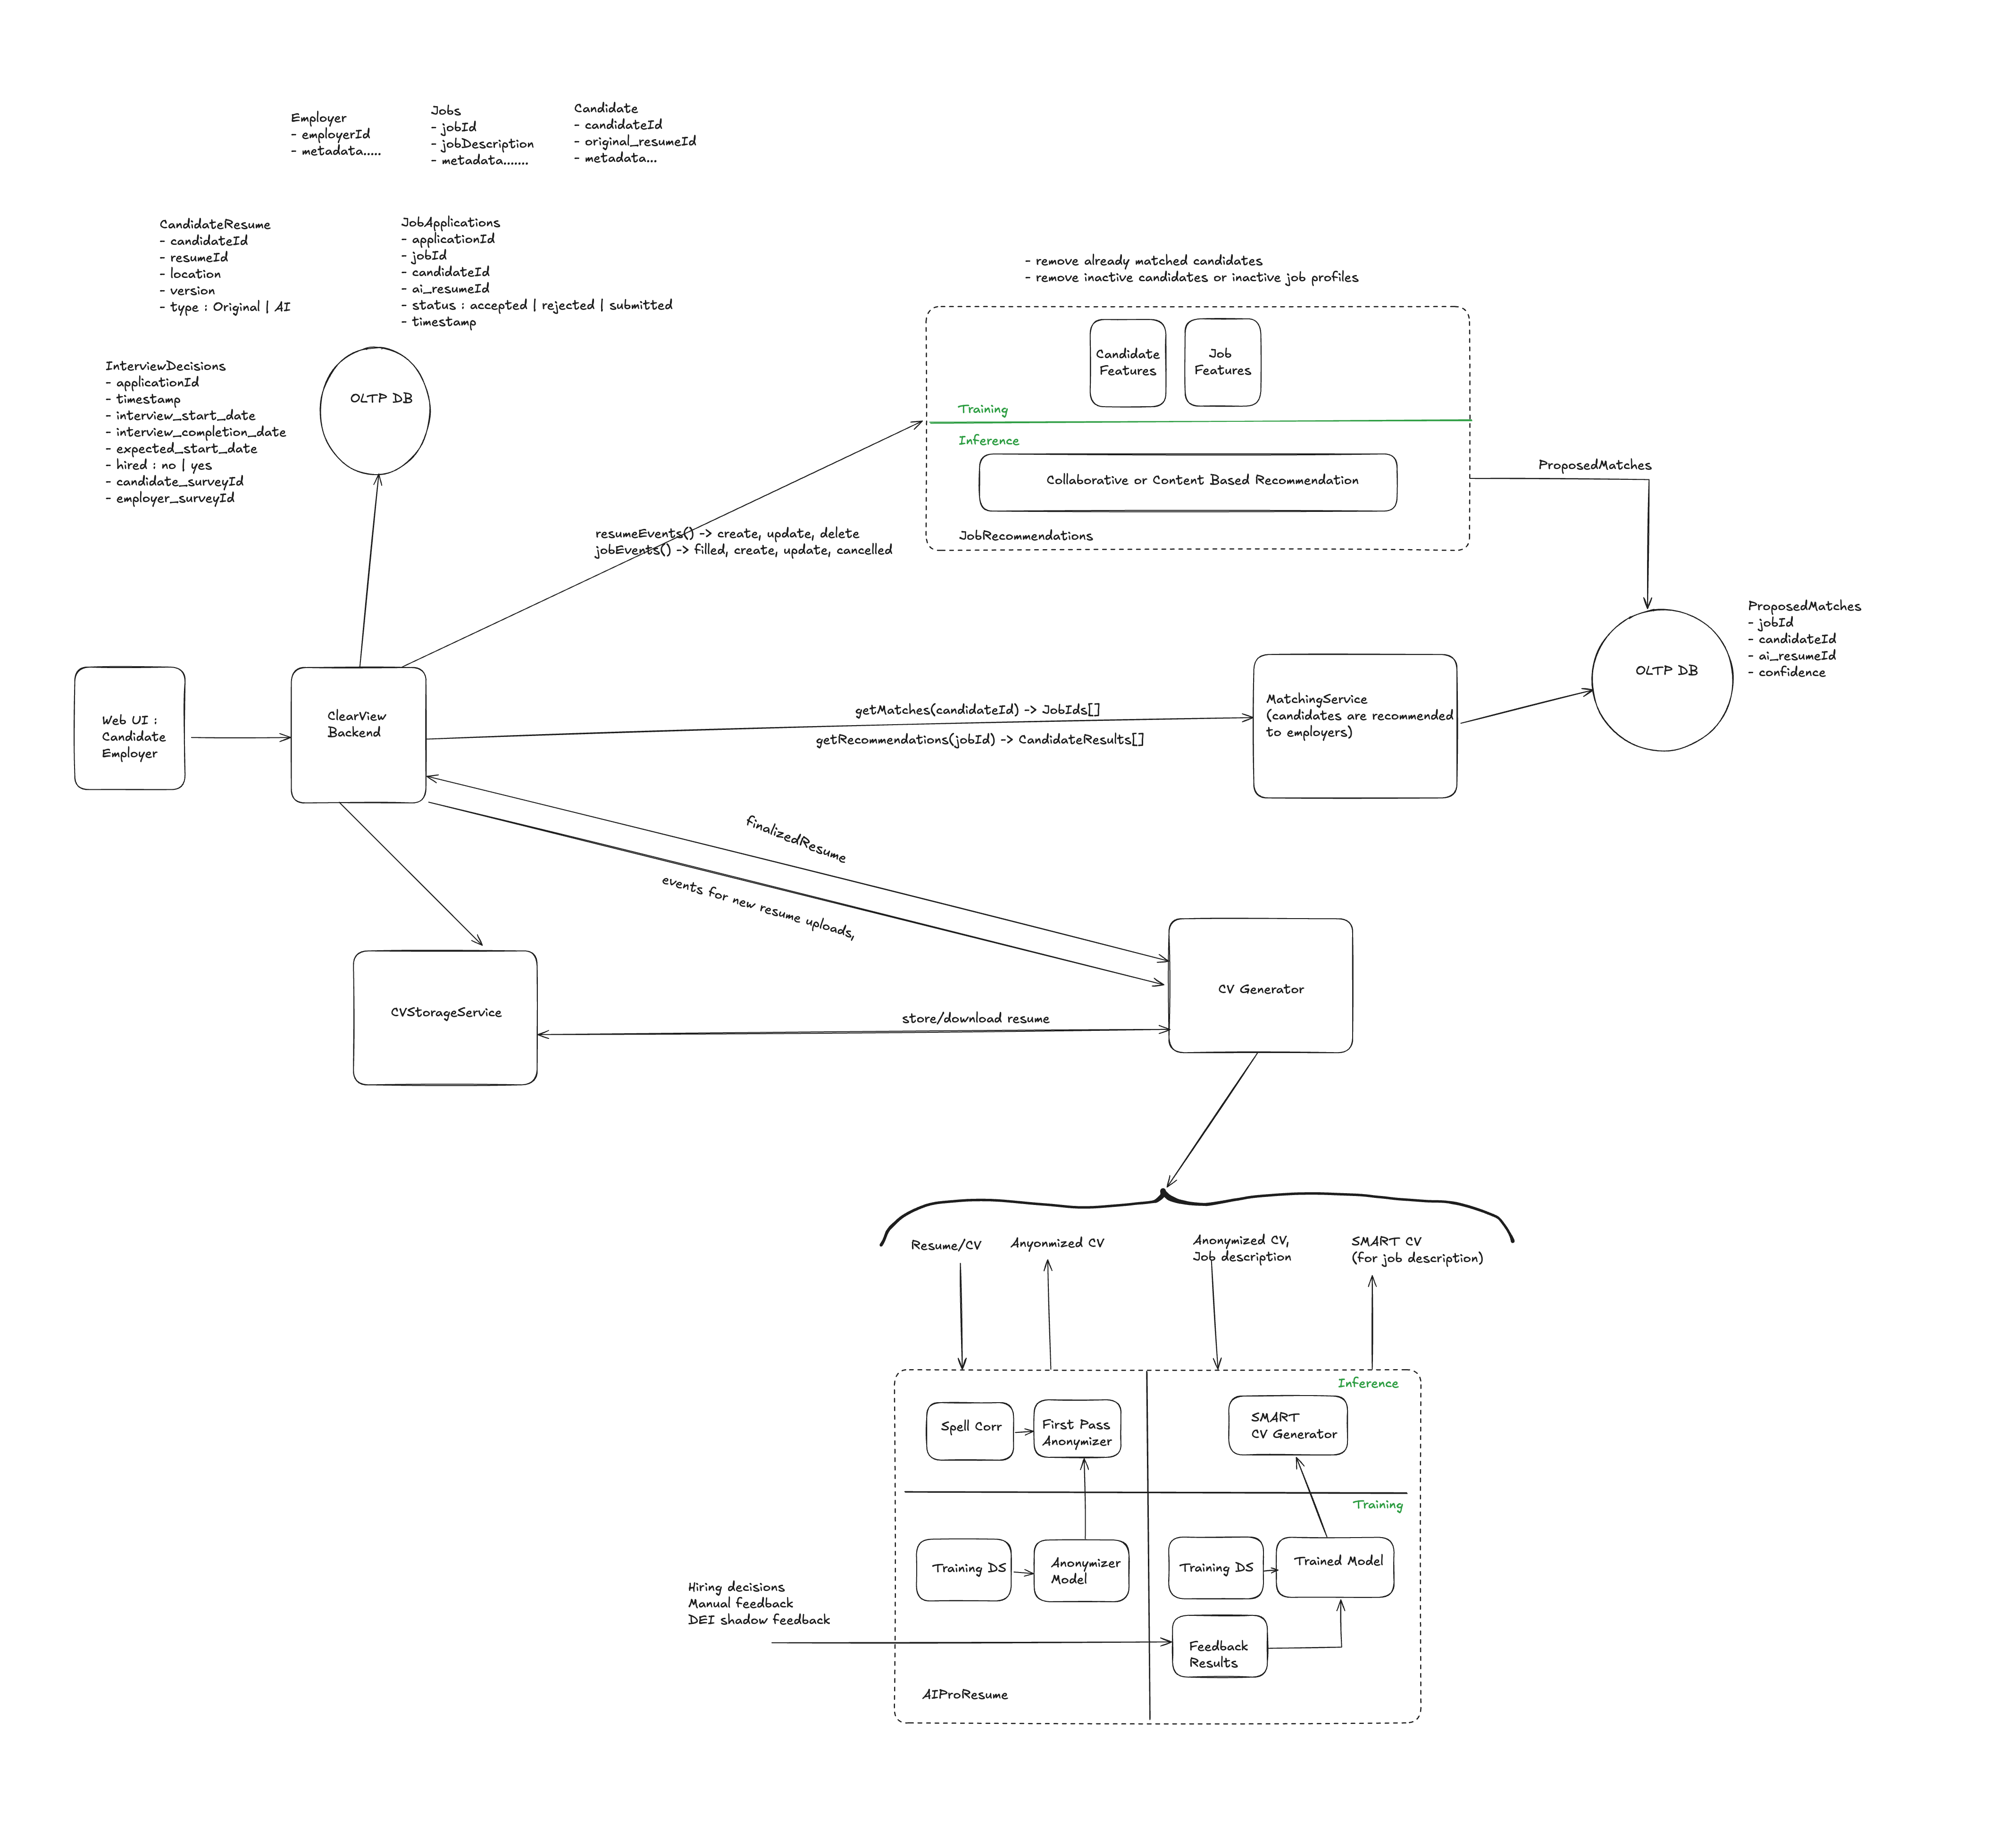 Employer
- employerId
- metadata.....
Jobs
- jobId
- jobDescription
- metadata.......
Candidate
- candidateId
- original_resumeId
- metadata...
CandidateResume
- candidateId
- resumeId
- location
- version
- type : Original | AI
JobApplications
- applicationId
- jobId
- candidateId
- ai_resumeId
- status : accepted | rejected | submitted
- timestamp
InterviewDecisions
- applicationId
- timestamp
- interview_start_date
- interview_completion_date
- expected_start_date
- hired : no | yes
- candidate_surveyId
- employer_surveyId
OLTP DB
- remove already matched candidates
- remove inactive candidates or inactive job profiles
Candidate
Features
Job
Features
Training
Inference
Collaborative or Content Based Recommendation
JobRecommendations
ProposedMatches
resumeEvents() -> create, update, delete
jobEvents() -> filled, create, update, cancelled
ProposedMatches
- jobId
- candidateId
- ai_resumeId
- confidence
OLTP DB
Web UI :
Candidate
Employer
ClearView
Backend
getMatches(candidateId) -> JobIds[]
getRecommendations(jobId) -> CandidateResults[]
MatchingService
(candidates are recommended
to employers)
finalizedResume
events for new resume uploads,
CVStorageService
store/download resume
CV Generator
Resume/CV
Anyonmized CV
Anonymized CV,
Job description
SMART CV
(for job description)
Inference
Spell Corr
First Pass
Anonymizer
SMART
CV Generator
Training
Training DS
Anonymizer
Model
Training DS
Trained Model
Hiring decisions
Manual feedback
DEI shadow feedback
Feedback
Results
AIProResume